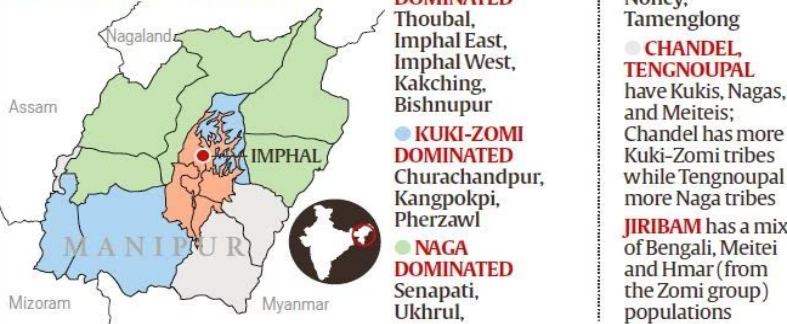 Nagaland
Assam
IMPHAL
MANIPUR
Mizoram
Myanmar
DOMINATED
Thoubal,
Imphal East,
Imphal West,
Kakching,
Bishnupur
KUKI-ZOMI
DOMINATED
Churachandpur,
Kangpokpi,
Pherzawl
NAGA
DOMINATED
Senapati,
Ukhrul,
Noney,
Tamenglong
CHANDEL,
TENGNOUPAL
have Kukis, Nagas,
and Meiteis;
Chandel has more
Kuki-Zomi tribes
while Tengnoupal
more Naga tribes
JIRIBAM has a mix
of Bengali, Meitei
and Hmar (from
the Zomi group)
populations